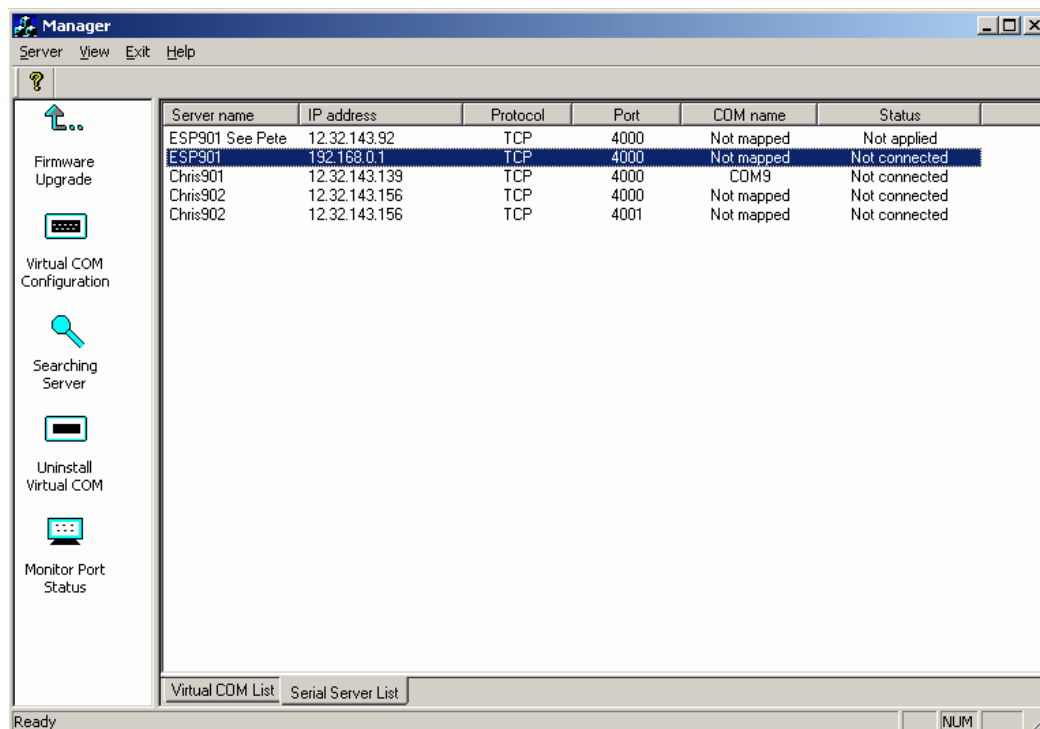 Manager
Server View Exit Help
Server name IP address Protocol Port COM name Status
ESP901 See Pete 12.32.143.92 TCP 4000 Not mapped Not applied
ESP901 192.168.0.1 TCP 4000 Not mapped Not connected
Chris901 12.32.143.139 TCP 4000 COM9 Not connected
Chris902 12.32.143.156 TCP 4000 Not mapped Not connected
Chris902 12.32.143.156 TCP 4001 Not mapped Not connected
Firmware
Upgrade
Virtual COM
Configuration
Searching
Server
Uninstall
Virtual COM
Monitor Port
Status
Virtual COM List Serial Server List
Ready NUM